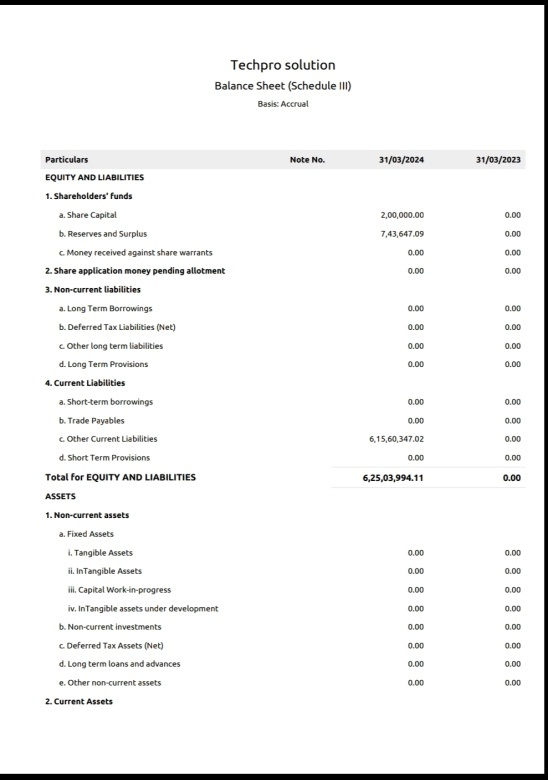 Techpro solution
Balance Sheet (Schedule III)
Basis: Accrual
Particulars Note No. 31/03/2024 31/03/2023
EQUITY AND LIABILITIES
1. Shareholders' funds
a. Share Capital 2,00,000.00 0.00
b. Reserves and Surplus 7,43,647.09 0.00
c. Money received against share warrants 0.00 0.00
2. Share application money pending allotment 0.00 0.00
3. Non-current liabilities
a. Long Term Borrowings 0.00 0.00
b. Deferred Tax Liabilities (Net) 0.00 0.00
c. Other long term liabilities 0.00 0.00
d. Long Term Provisions 0.00 0.00
4. Current Liabilities
a. Short-term borrowings 0.00 0.00
b. Trade Payables 0.00 0.00
c. Other Current Liabilities 6,15,60,347.02 0.00
d. Short Term Provisions 0.00 0.00
Total for EQUITY AND LIABILITIES 6,25,03,994.11 0.00
ASSETS
1. Non-current assets
a. Fixed Assets
i. Tangible Assets 0.00 0.00
ii. InTangible Assets 0.00 0.00
iii. Capital Work-in-progress 0.00 0.00
iv. InTangible assets under development 0.00 0.00
b. Non-current investments 0.00 0.00
c. Deferred Tax Assets (Net) 0.00 0.00
d. Long term loans and advances 0.00 0.00
e. Other non-current assets 0.00 0.00
2. Current Assets